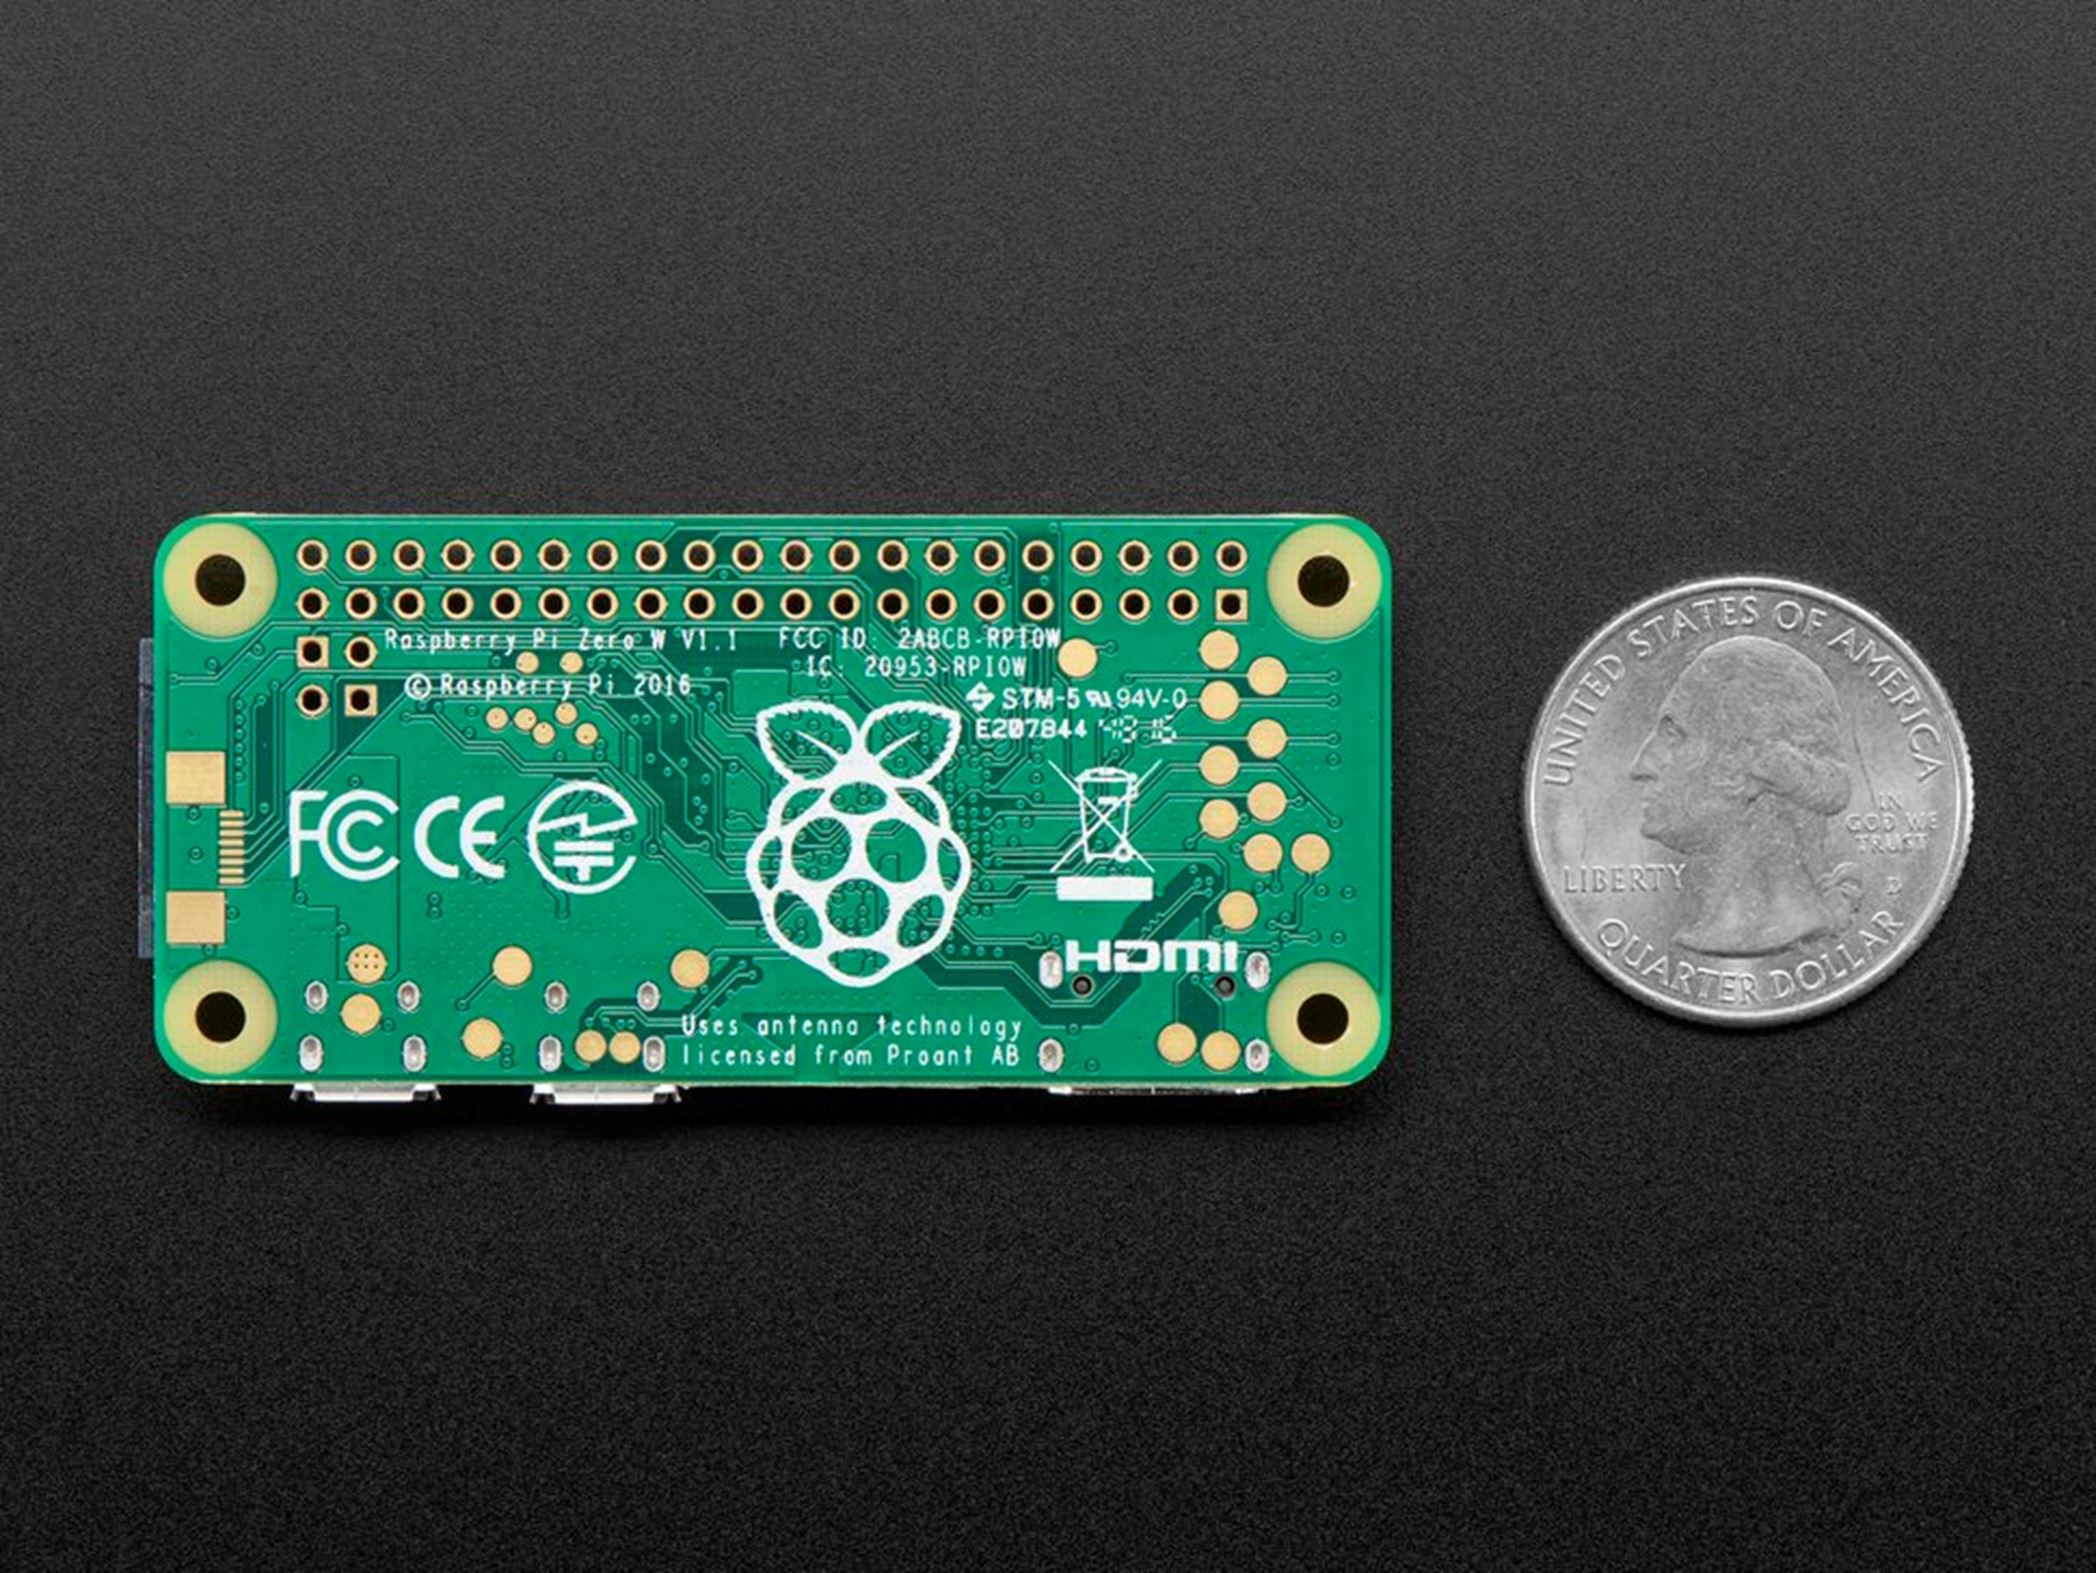 Raspberry Pi Zero W V1.1
FCC ID: 2ABCB-RPI0W
IC: 20953-RPI0W
© Raspberry Pi 2016
STM-5 94V-0
E207844
FCC CE
HDMI
Uses antenna technology
licensed from Proant AB
UNITED STATES OF AMERICA
IN
GOD WE
TRUST
LIBERTY
D
QUARTER DOLLAR